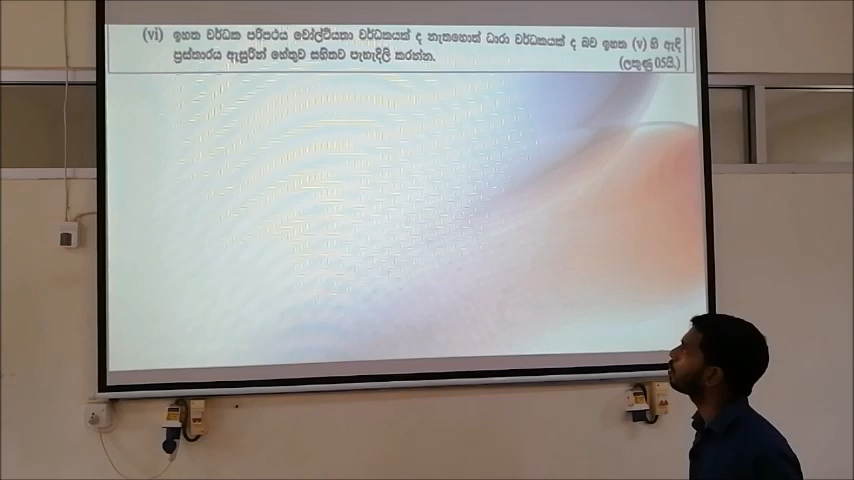 (vi) ඉහත වර්ධක පරිපථය වෝල්ටීයතා වර්ධකයක් ද නැතහොත් ධාරා වර්ධකයක් ද බව ඉහත (v) හි ඇඳි
ප්‍රස්තාරය ඇසුරින් හේතුව සහිතව පැහැදිලි කරන්න.
(ලකුණු 05යි.)